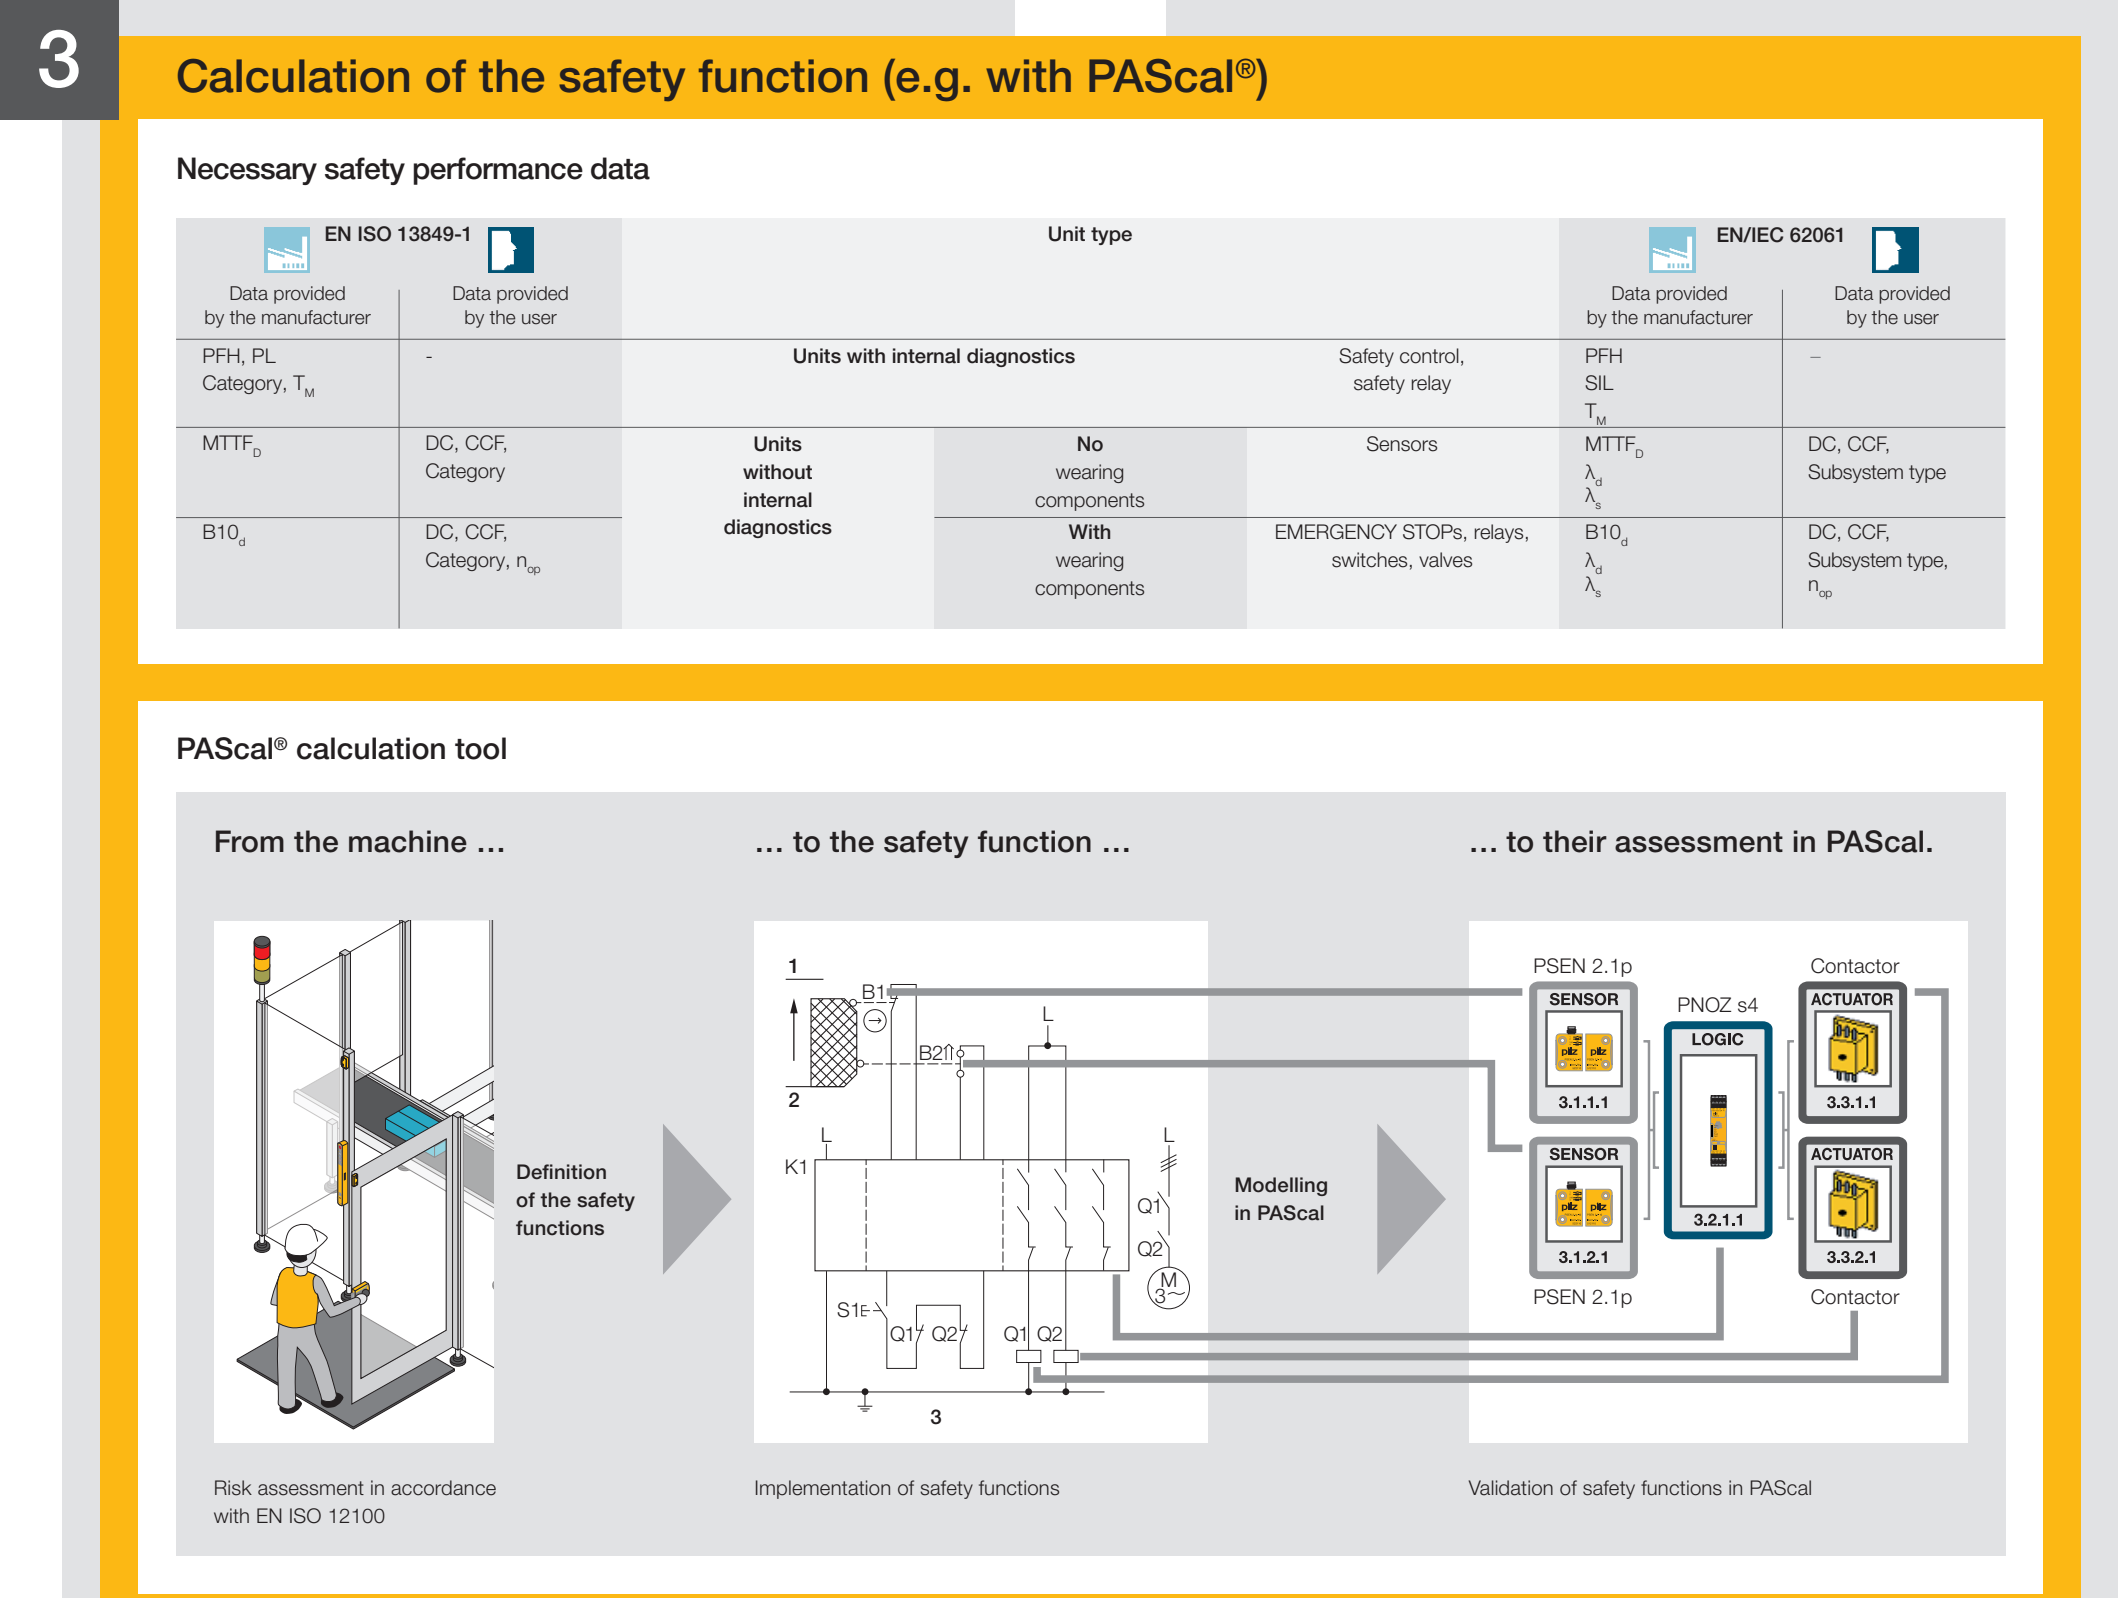 3
Calculation of the safety function (e.g. with PAScal®)
Necessary safety performance data
EN ISO 13849-1
Unit type
EN/IEC 62061
Data provided
by the manufacturer
Data provided
by the user
Data provided
by the manufacturer
Data provided
by the user
PFH, PL
Category, TM
-
Units with internal diagnostics
Safety control,
safety relay
PFH
SIL
TM
–
MTTFD
DC, CCF,
Category
Units
without
internal
diagnostics
No
wearing
components
Sensors
MTTFD
λd
λs
DC, CCF,
Subsystem type
B10d
DC, CCF,
Category, nop
With
wearing
components
EMERGENCY STOPs, relays,
switches, valves
B10d
λd
λs
DC, CCF,
Subsystem type,
nop
PAScal® calculation tool
From the machine …
… to the safety function …
… to their assessment in PAScal.
Definition
of the safety
functions
1
B1
B2
2
L
L
K1
L
Q1
Q2
M
3~
S1
Q1
Q2
Q1
Q2
3
Modelling
in PAScal
PSEN 2.1p
SENSOR
pilz pilz
3.1.1.1
SENSOR
pilz pilz
3.1.2.1
PSEN 2.1p
PNOZ s4
LOGIC
3.2.1.1
Contactor
ACTUATOR
3.3.1.1
ACTUATOR
3.3.2.1
Contactor
Risk assessment in accordance
with EN ISO 12100
Implementation of safety functions
Validation of safety functions in PAScal